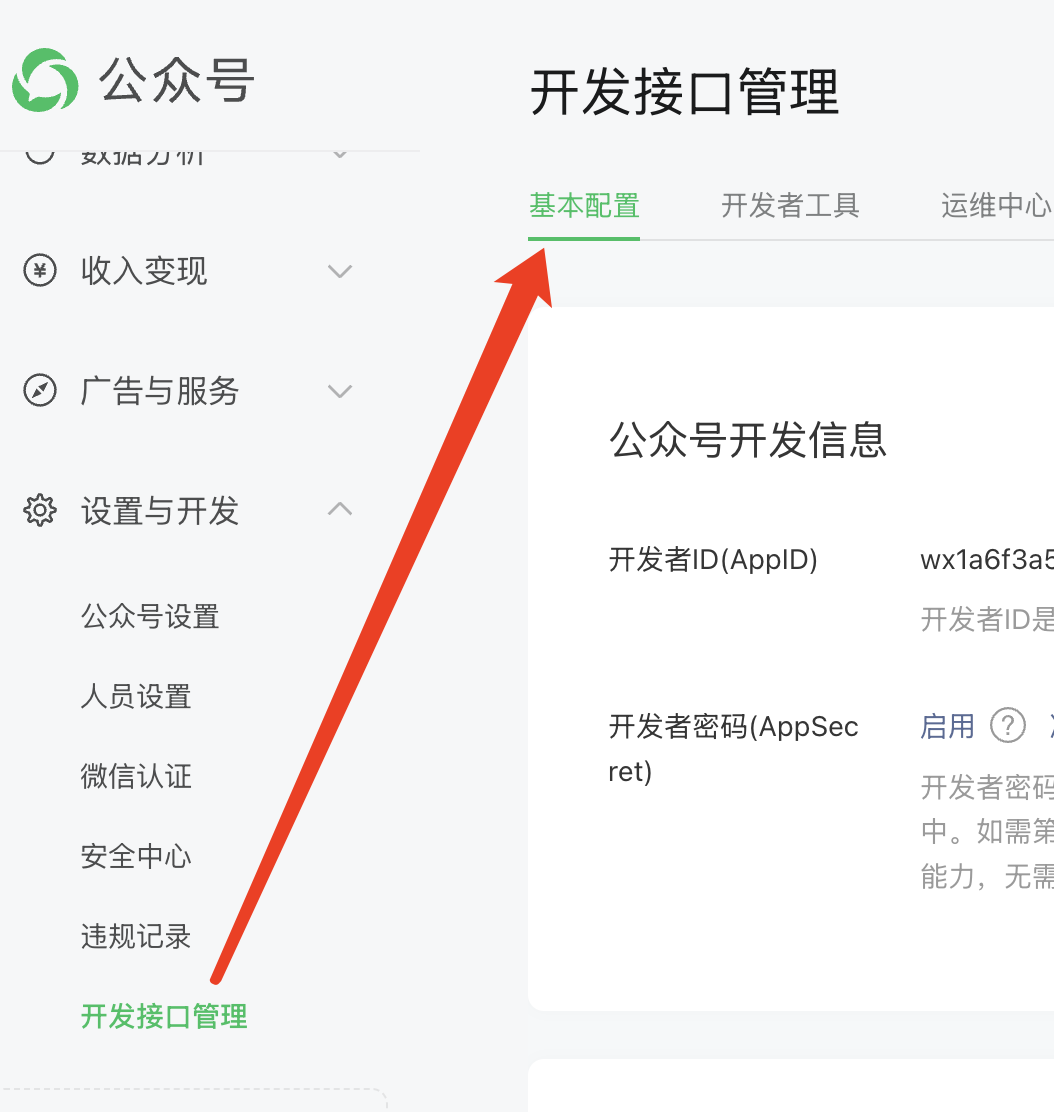 公众号
数据分析
收入变现
广告与服务
设置与开发
公众号设置
人员设置
微信认证
安全中心
违规记录
开发接口管理
开发接口管理
基本配置 开发者工具 运维中心
公众号开发信息
开发者ID(AppID) wx1a6f3a5
开发者ID是
开发者密码(AppSec
ret)
启用
开发者密码
中。如需第
能力，无需